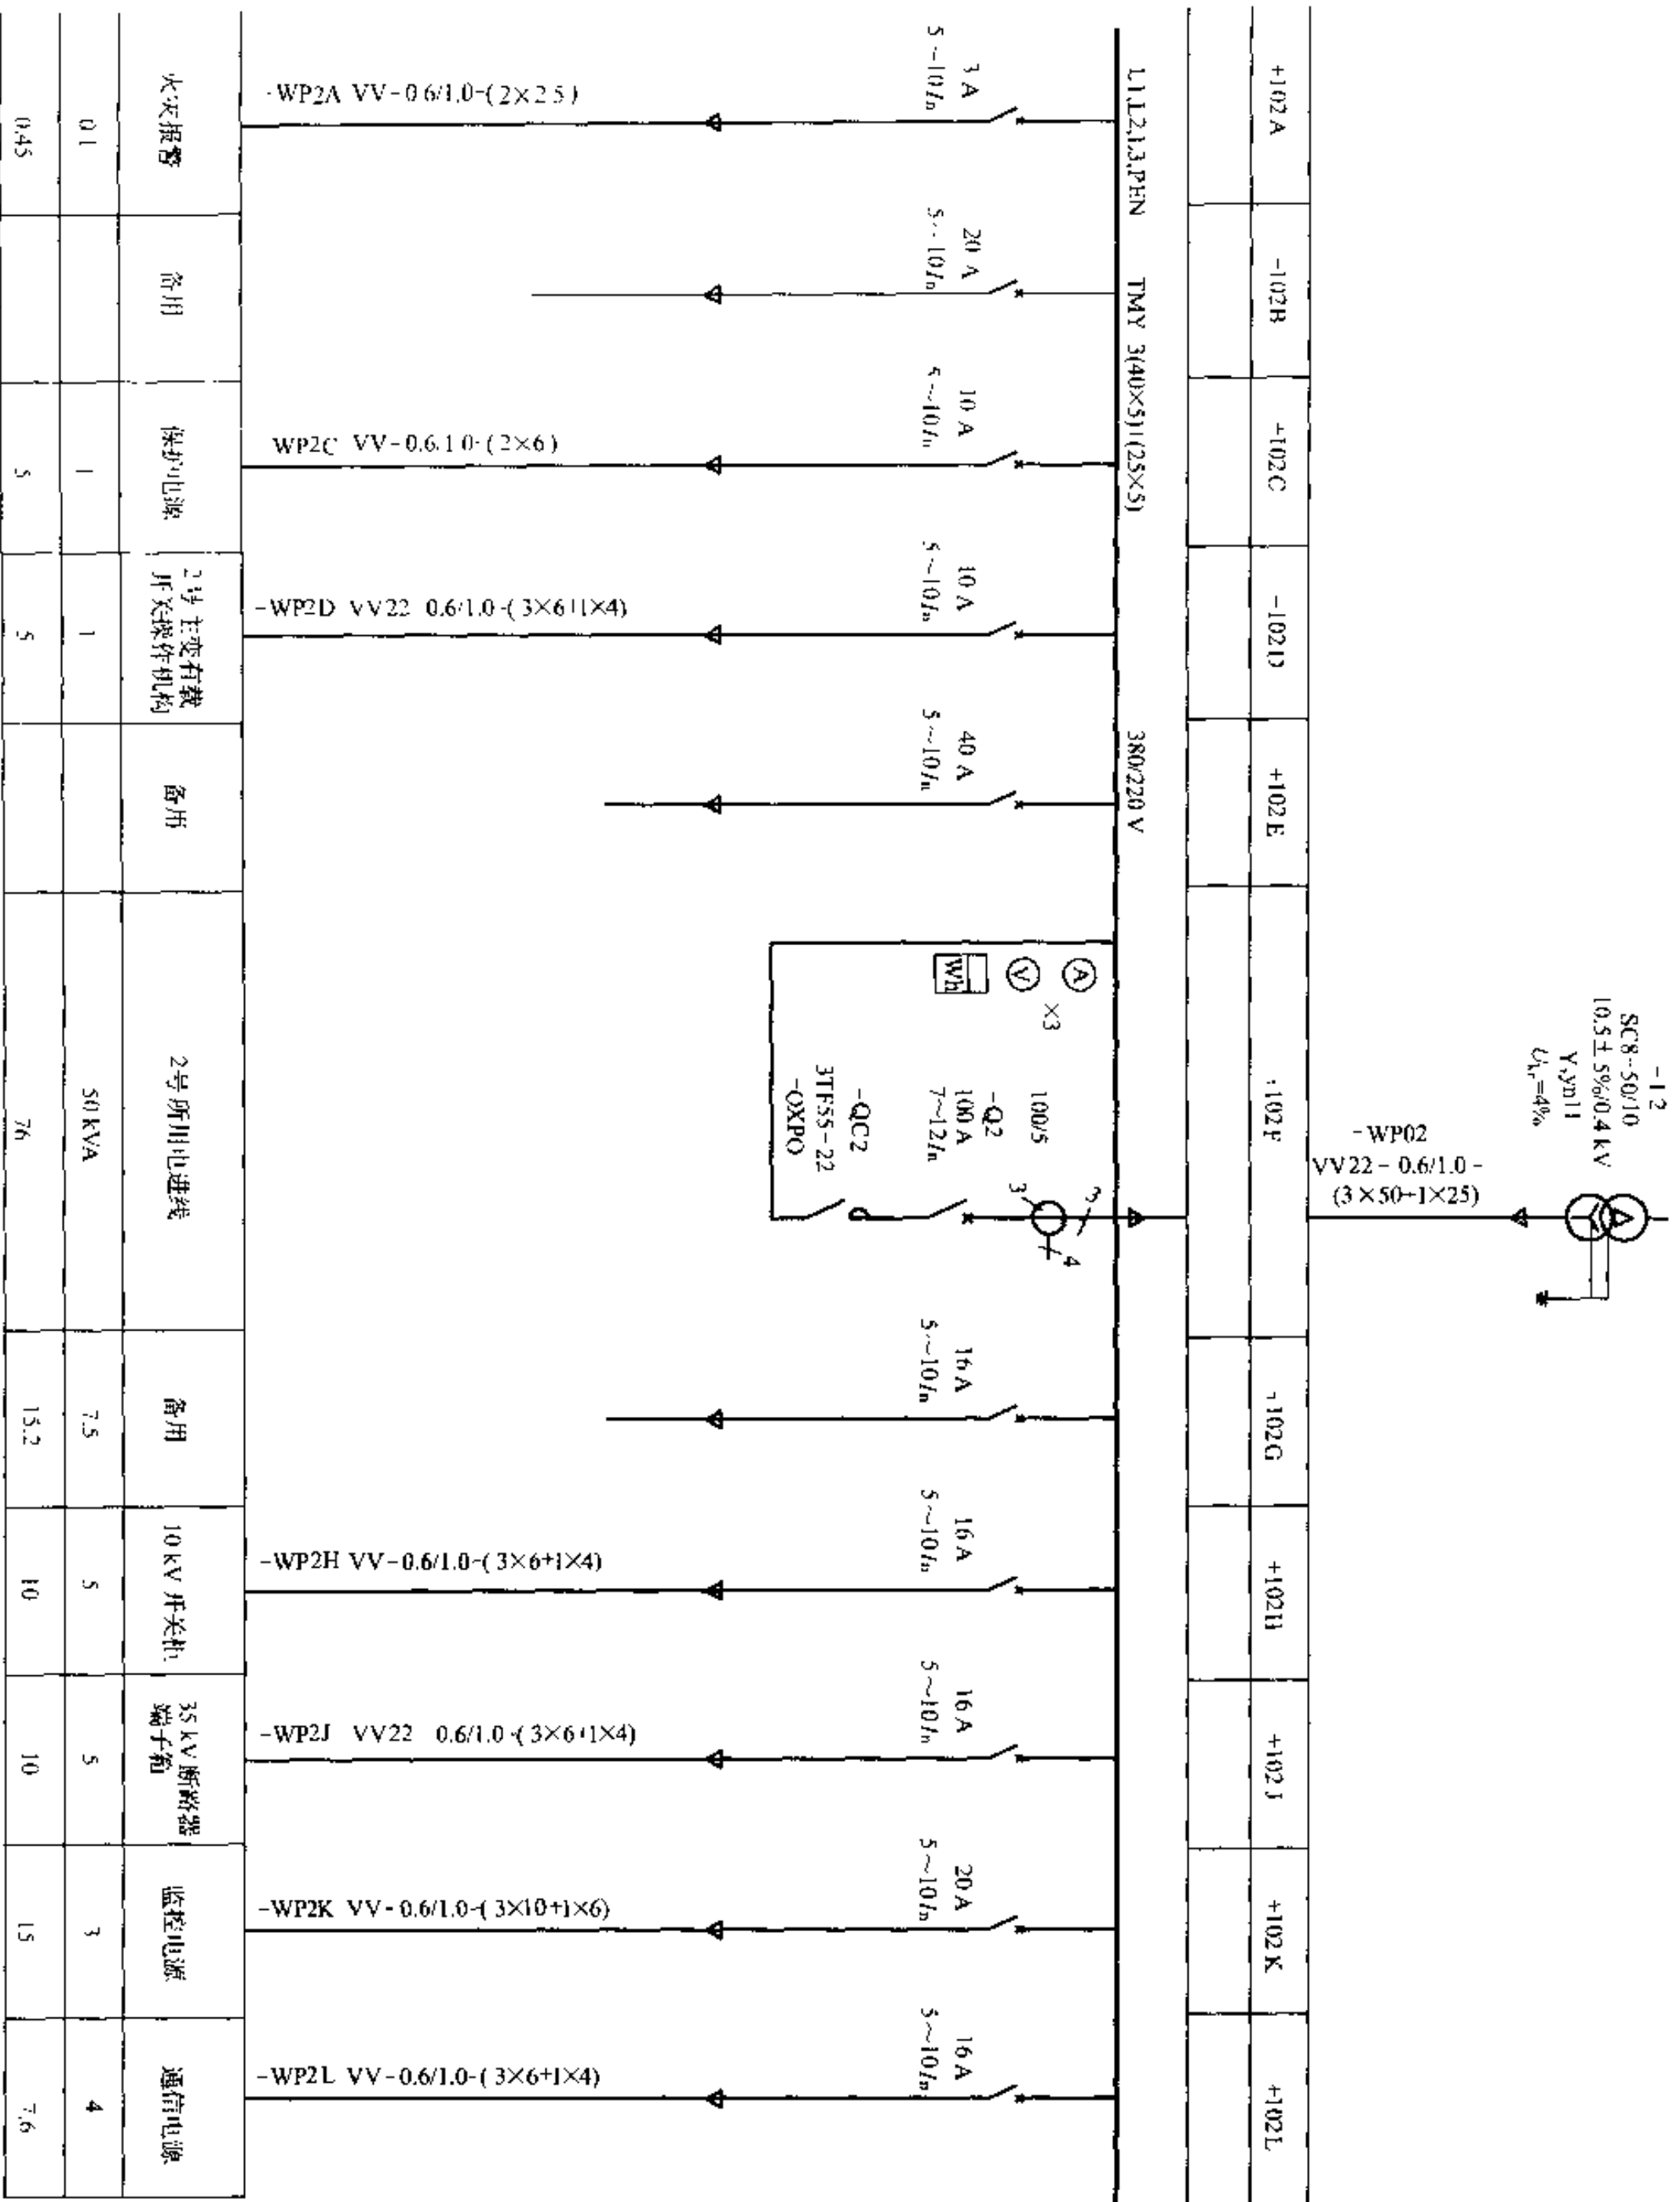 -T2
SC8-50/10
10.5±5%/0.4 kV
Y,yn11
Ukr=4%
-WP02
VV22-0.6/1.0-
(3×50+1×25)
+102A
-102B
+102C
-102D
+102E
+102F
+102G
+102H
+102J
+102K
+102L
L1,L2,L3,PEN TMY 3(40×5)+(25×5) 380/220 V
3 A
5~10In
20 A
5~10In
10 A
5~10In
10 A
5~10In
40 A
5~10In
A
V
Wh
×3
100/5
-Q2
100 A
7~12In
-QC2
3TF55-22
-OXPO
3
3
4
16 A
5~10In
16 A
5~10In
16 A
5~10In
20 A
5~10In
16 A
5~10In
-WP2A VV-0.6/1.0-(2×2.5)
WP2C VV-0.6.1.0-(2×6)
-WP2D VV22 0.6/1.0-(3×6+1×4)
-WP2H VV-0.6/1.0-(3×6+1×4)
-WP2J VV22 0.6/1.0-(3×6+1×4)
-WP2K VV-0.6/1.0-(3×10+1×6)
-WP2L VV-0.6/1.0-(3×6+1×4)
火灾报警
备用
保护电源
2号主变有载
开关操作机构
备用
2号所用电进线
备用
10 kV 开关柜
35 kV 断路器
端子箱
监控电源
通信电源
0.1
1
1
50 kVA
7.5
5
5
3
4
0.45
5
5
76
15.2
10
10
15
7.6